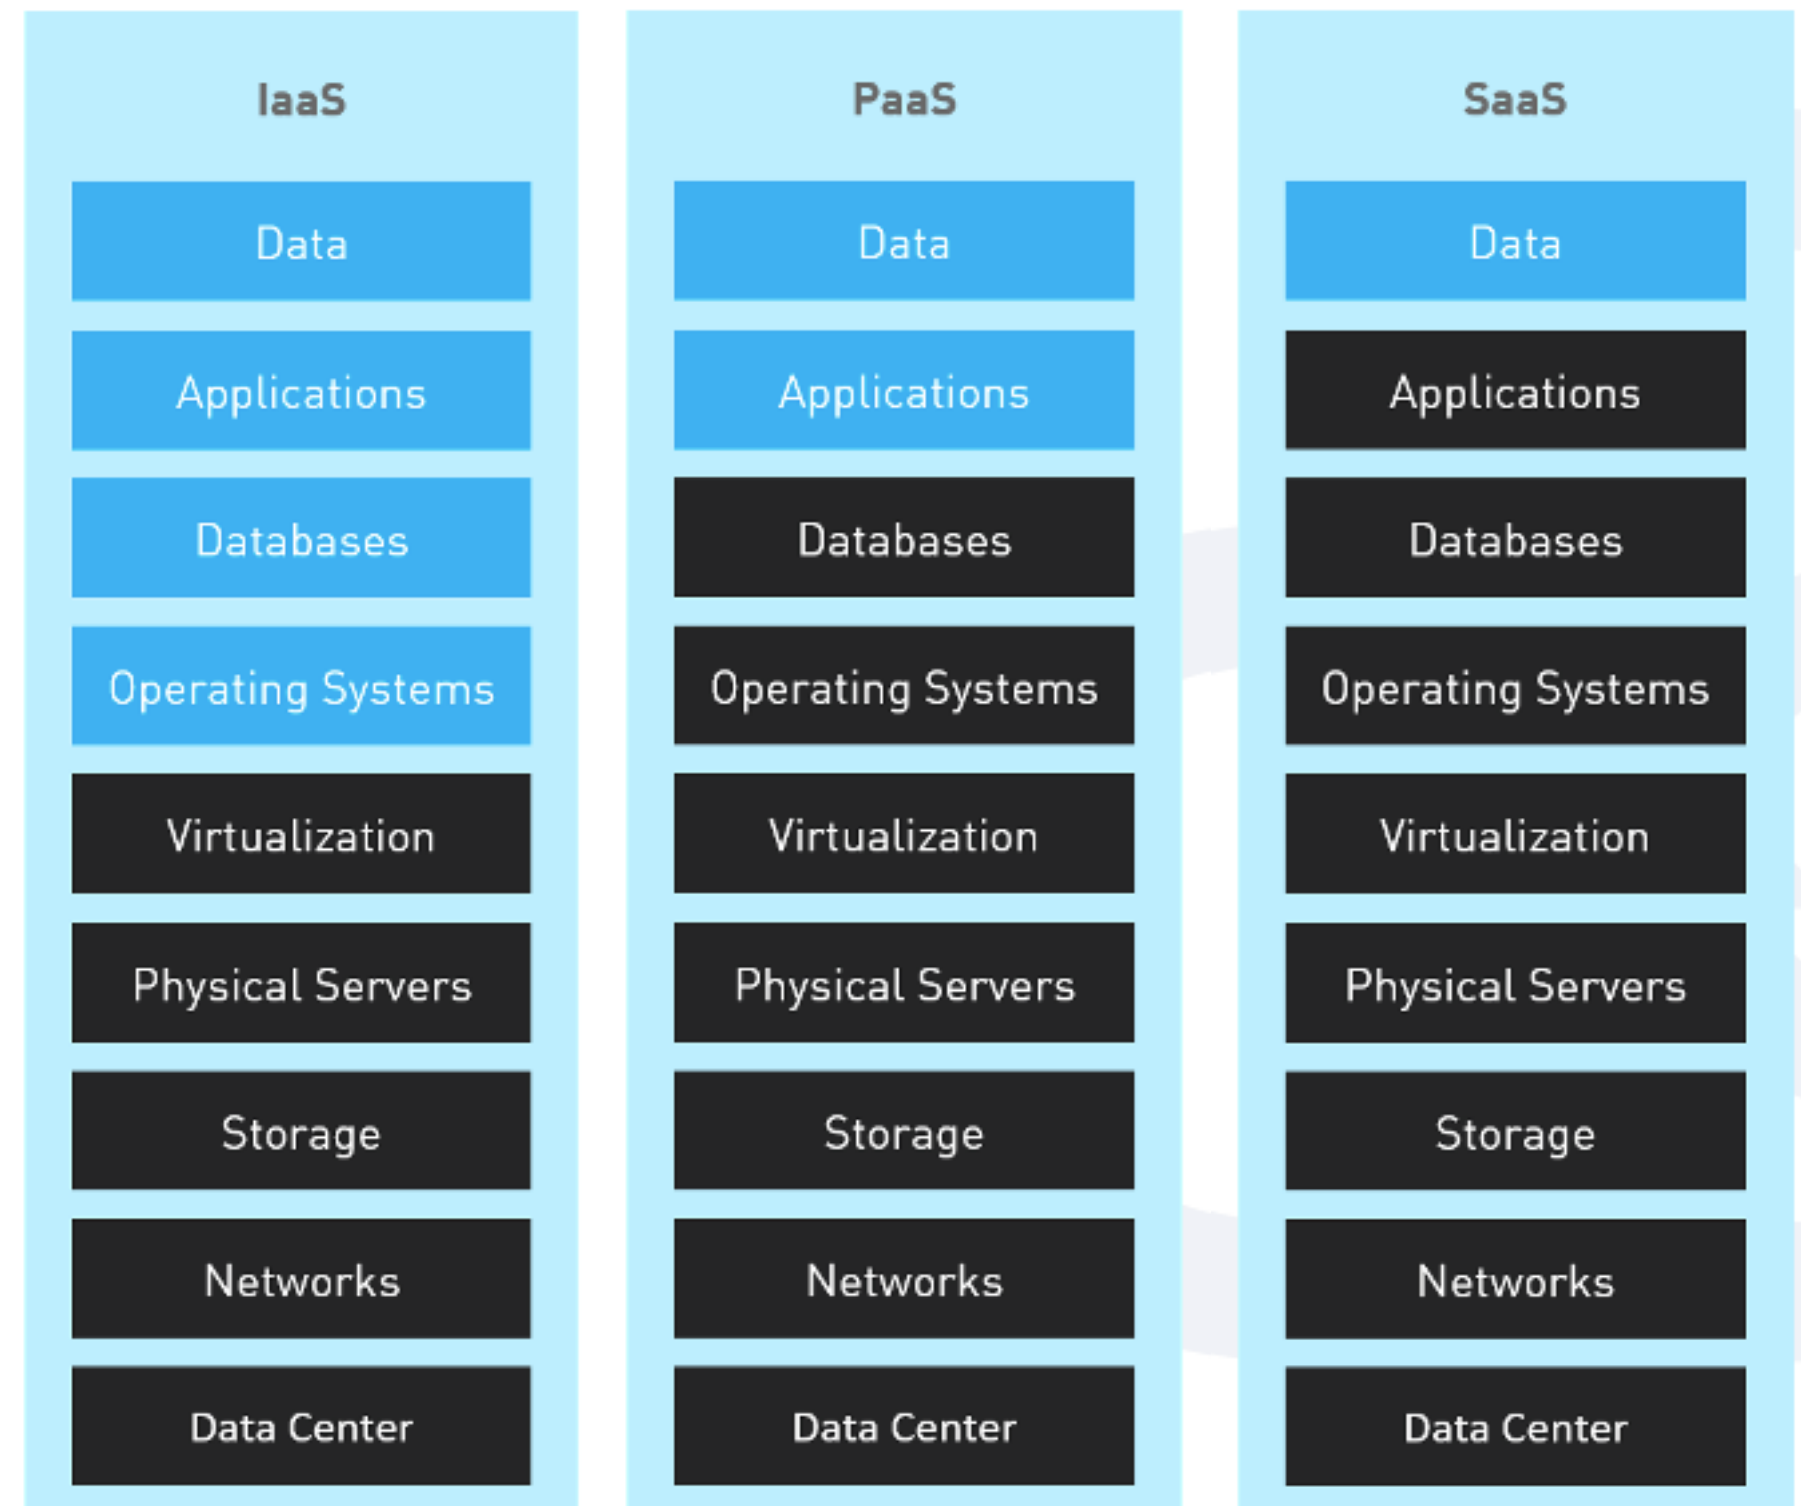 IaaS
Data
Applications
Databases
Operating Systems
Virtualization
Physical Servers
Storage
Networks
Data Center
PaaS
Data
Applications
Databases
Operating Systems
Virtualization
Physical Servers
Storage
Networks
Data Center
SaaS
Data
Applications
Databases
Operating Systems
Virtualization
Physical Servers
Storage
Networks
Data Center